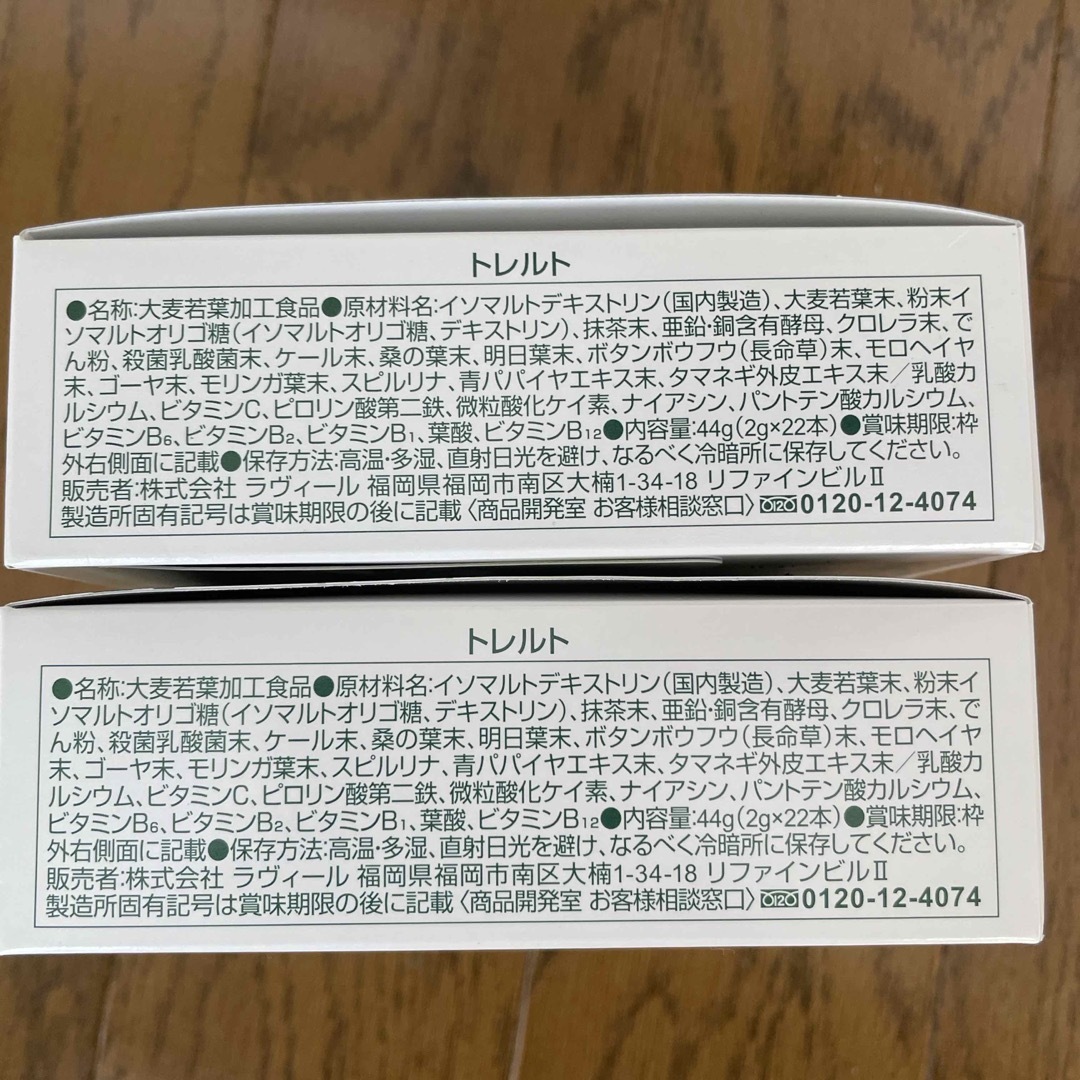 トレルト
●名称:大麦若葉加工食品●原材料名:イソマルトデキストリン(国内製造)、大麦若葉末、粉末イ
ソマルトオリゴ糖(イソマルトオリゴ糖、デキストリン)、抹茶末、亜鉛・銅含有酵母、クロレラ末、で
ん粉、殺菌乳酸菌末、ケール末、桑の葉末、明日葉末、ボタンボウフウ(長命草)末、モロヘイヤ
末、ゴーヤ末、モリンガ葉末、スピルリナ、青パパイヤエキス末、タマネギ外皮エキス末/乳酸カ
ルシウム、ビタミンC、ピロリン酸第二鉄、微粒酸化ケイ素、ナイアシン、パントテン酸カルシウム、
ビタミンB6、ビタミンB2、ビタミンB1、葉酸、ビタミンB12●内容量:44g(2g×22本)●賞味期限:枠
外右側面に記載●保存方法:高温・多湿、直射日光を避け、なるべく冷暗所に保存してください。
販売者:株式会社 ラヴィール 福岡県福岡市南区大楠1-34-18 リファインビルⅡ
製造所固有記号は賞味期限の後に記載〈商品開発室 お客様相談窓口〉0120-12-4074
トレルト
●名称:大麦若葉加工食品●原材料名:イソマルトデキストリン(国内製造)、大麦若葉末、粉末イ
ソマルトオリゴ糖(イソマルトオリゴ糖、デキストリン)、抹茶末、亜鉛・銅含有酵母、クロレラ末、で
ん粉、殺菌乳酸菌末、ケール末、桑の葉末、明日葉末、ボタンボウフウ(長命草)末、モロヘイヤ
末、ゴーヤ末、モリンガ葉末、スピルリナ、青パパイヤエキス末、タマネギ外皮エキス末/乳酸カ
ルシウム、ビタミンC、ピロリン酸第二鉄、微粒酸化ケイ素、ナイアシン、パントテン酸カルシウム、
ビタミンB6、ビタミンB2、ビタミンB1、葉酸、ビタミンB12●内容量:44g(2g×22本)●賞味期限:枠
外右側面に記載●保存方法:高温・多湿、直射日光を避け、なるべく冷暗所に保存してください。
販売者:株式会社 ラヴィール 福岡県福岡市南区大楠1-34-18 リファインビルⅡ
製造所固有記号は賞味期限の後に記載〈商品開発室 お客様相談窓口〉0120-12-4074